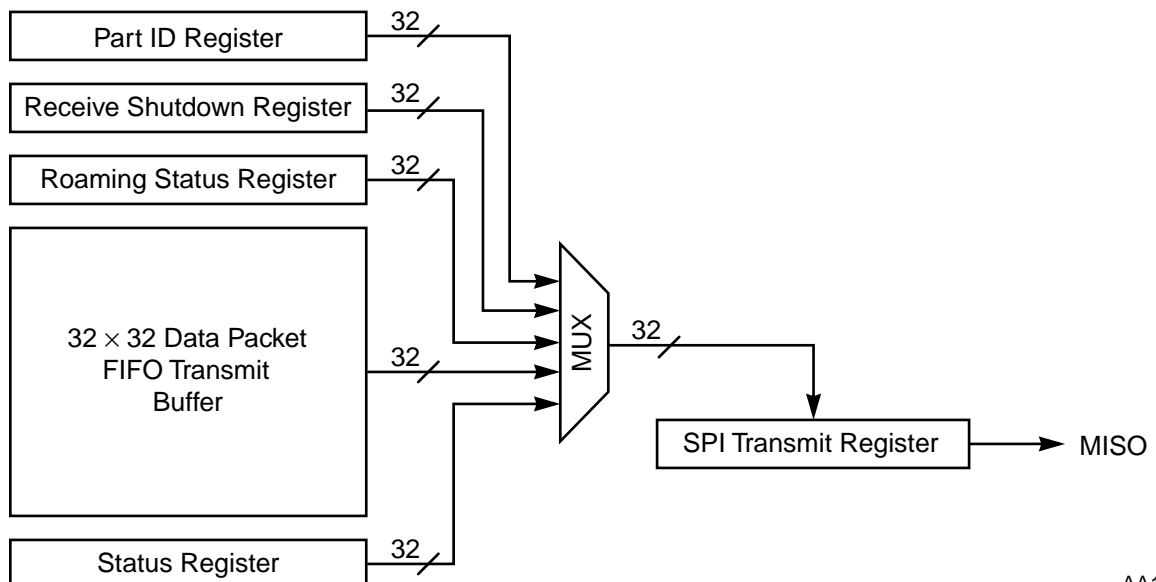 Part ID Register
32
Receive Shutdown Register
32
Roaming Status Register
32
32 × 32 Data Packet
FIFO Transmit
Buffer
32
MUX
32
SPI Transmit Register
MISO
Status Register
32